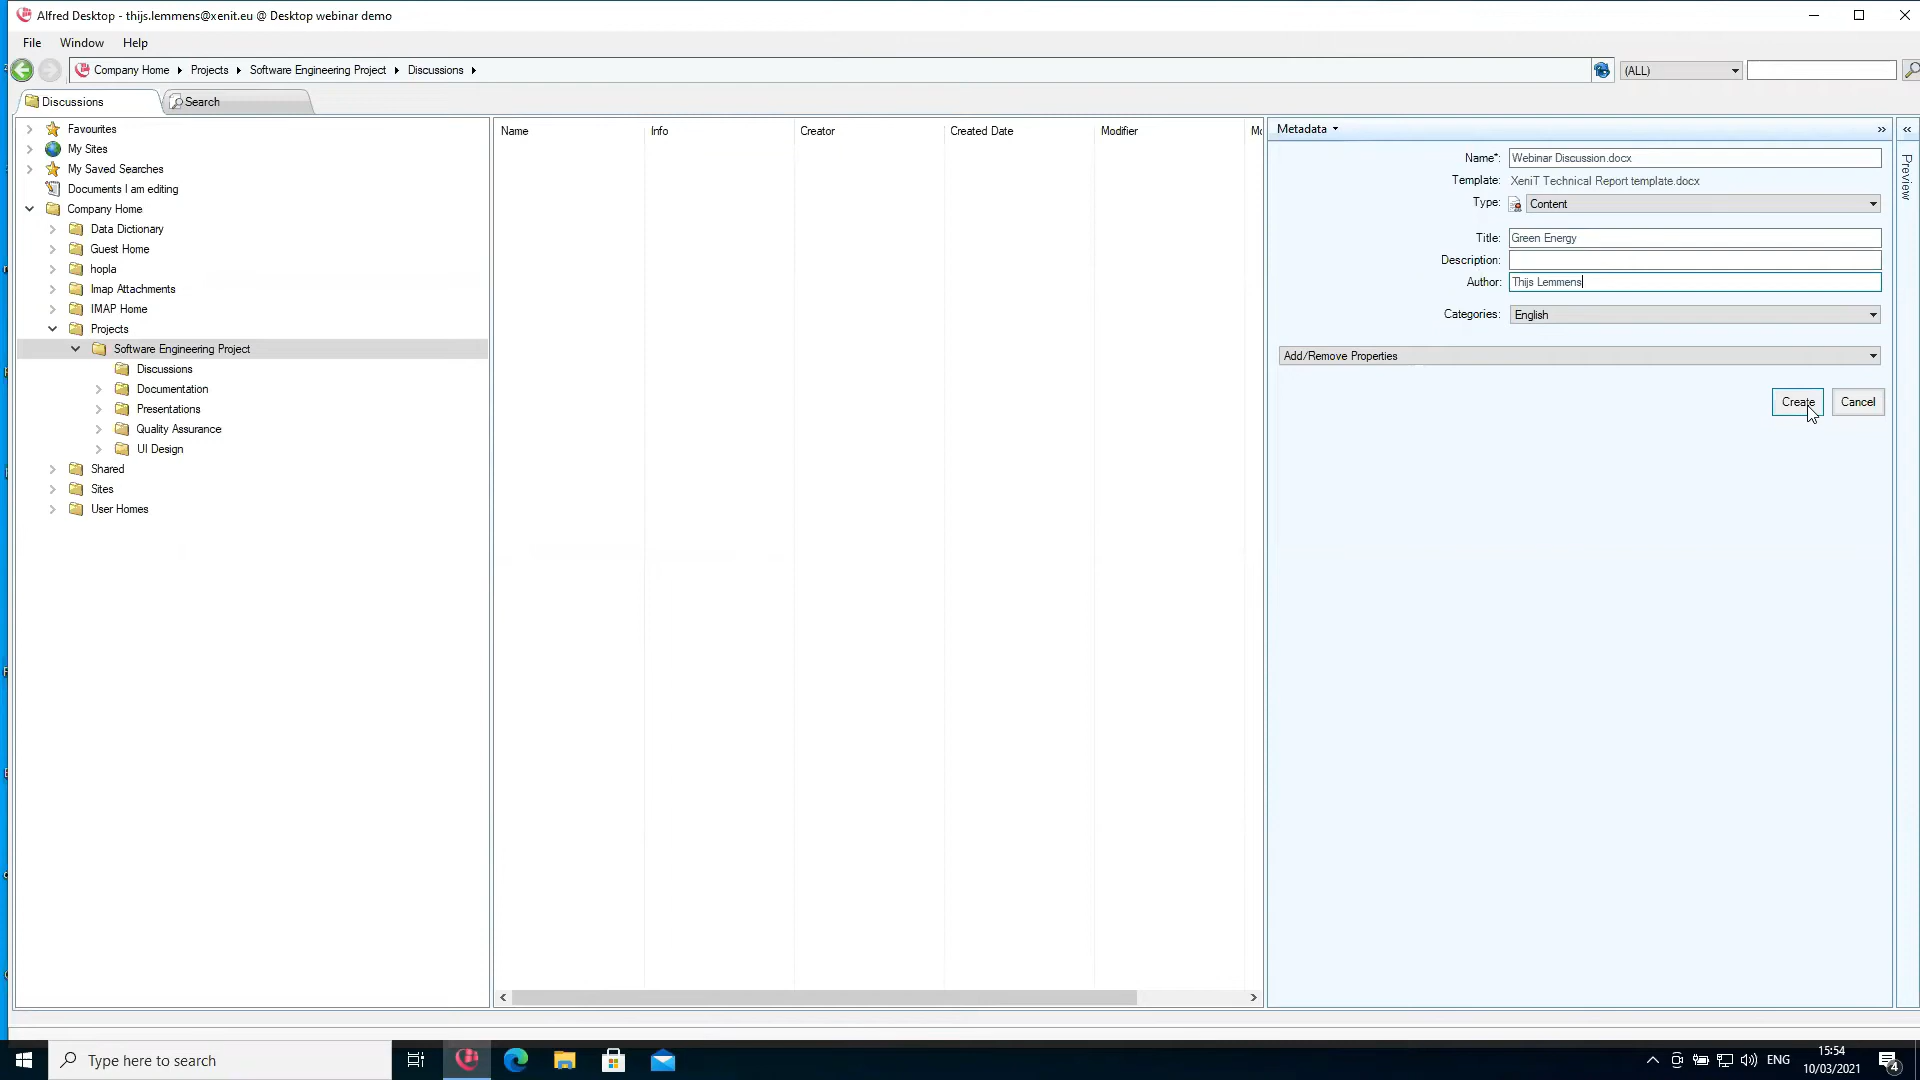 Alfred Desktop - thijs.lemmens@xenit.eu @ Desktop webinar demo
File Window Help
Company Home Projects Software Engineering Project Discussions (ALL)
Discussions Search
Favourites
My Sites
My Saved Searches
Documents I am editing
Company Home
Data Dictionary
Guest Home
hopla
Imap Attachments
IMAP Home
Projects
Software Engineering Project
Discussions
Documentation
Presentations
Quality Assurance
UI Design
Shared
Sites
User Homes
Name Info Creator Created Date Modifier Mo
Metadata
Name*: Webinar Discussion.docx
Template: XeniT Technical Report template.docx
Type: Content
Title: Green Energy
Description:
Author: Thijs Lemmens
Categories: English
Add/Remove Properties
Create Cancel
Preview
Type here to search
ENG
15:54
10/03/2021
4